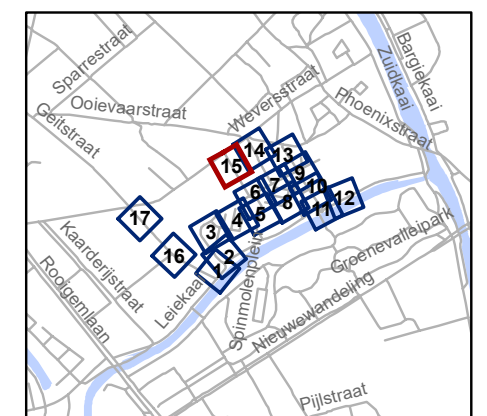 Sparrestraat
Bargiekaai
Zuidkaai
Weversstraat
Ooievaarstraat
Phoenixstraat
Geitstraat
14
13
15
9
7
10
6
12
17
8
11
5
4
3
Groenevalleipark
16
2
1
Kaarderijstraat
Spinmolenplein
Rooigemlaan
Leiekaai
Nieuwewandeling
Pijlstraat